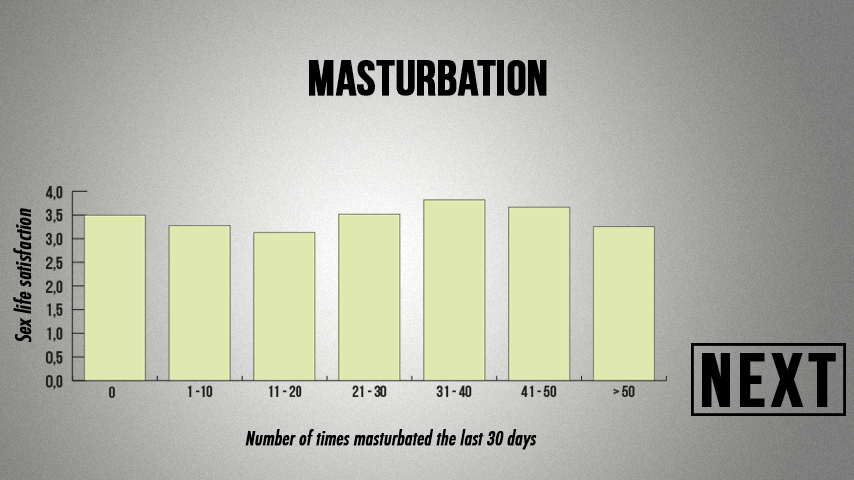 MASTURBATION
Sex life satisfaction
4,0
3,5
3,0
2,5
2,0
1,5
1,0
0,5
0,0
0 1-10 11-20 21-30 31-40 41-50 >50
Number of times masturbated the last 30 days
NEXT